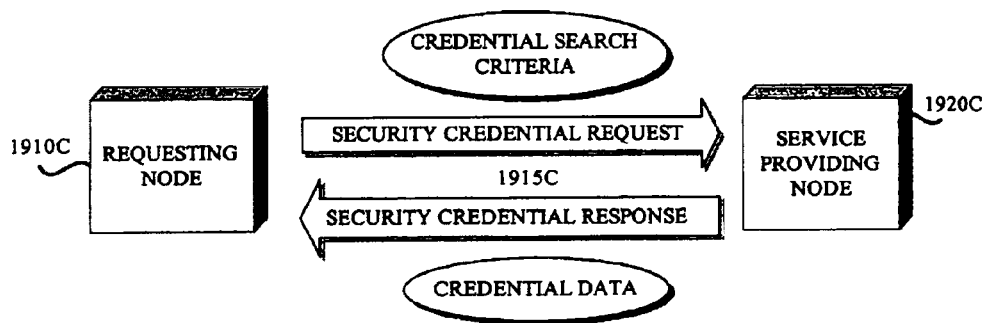 CREDENTIAL SEARCH
CRITERIA
1910C
REQUESTING
NODE
SECURITY CREDENTIAL REQUEST
1915C
SECURITY CREDENTIAL RESPONSE
1920C
SERVICE
PROVIDING
NODE
CREDENTIAL DATA